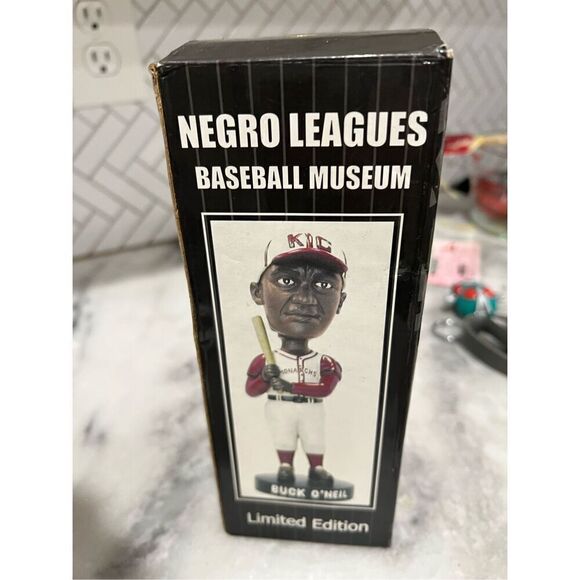 NEGRO LEAGUES
BASEBALL MUSEUM
KC
MONARCHS
BUCK O'NEIL
Limited Edition